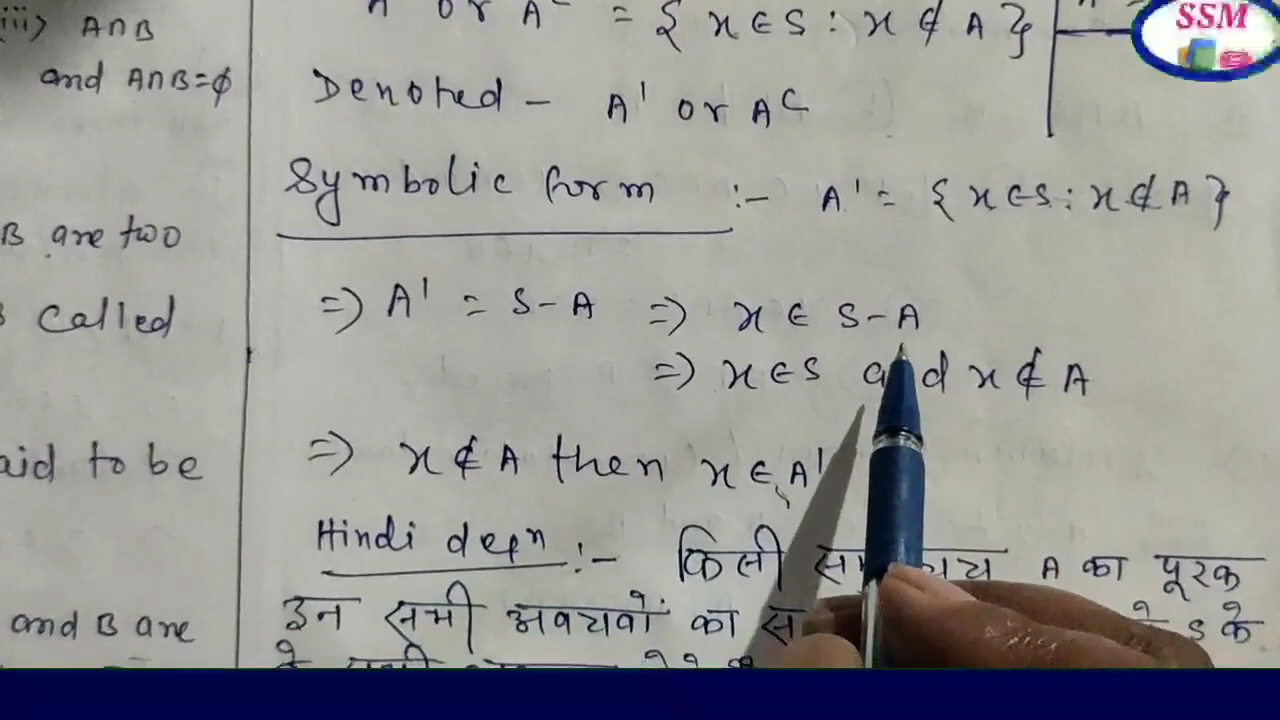 iii) A∩B
and A∩B=φ
B are two
called
aid to be
and B are
A' or Aᶜ = {x∈S : x∉A}
Denoted - A' or Aᶜ
Symbolic form :- A' = {x∈S : x∉A}
=) A' = S-A =) x ∈ S-A
=) x∈S and x∉A
=) x∉A then x∈A'
Hindi defn :- किसी A का पूरक
इन सभी अवयवों का S के
SSM